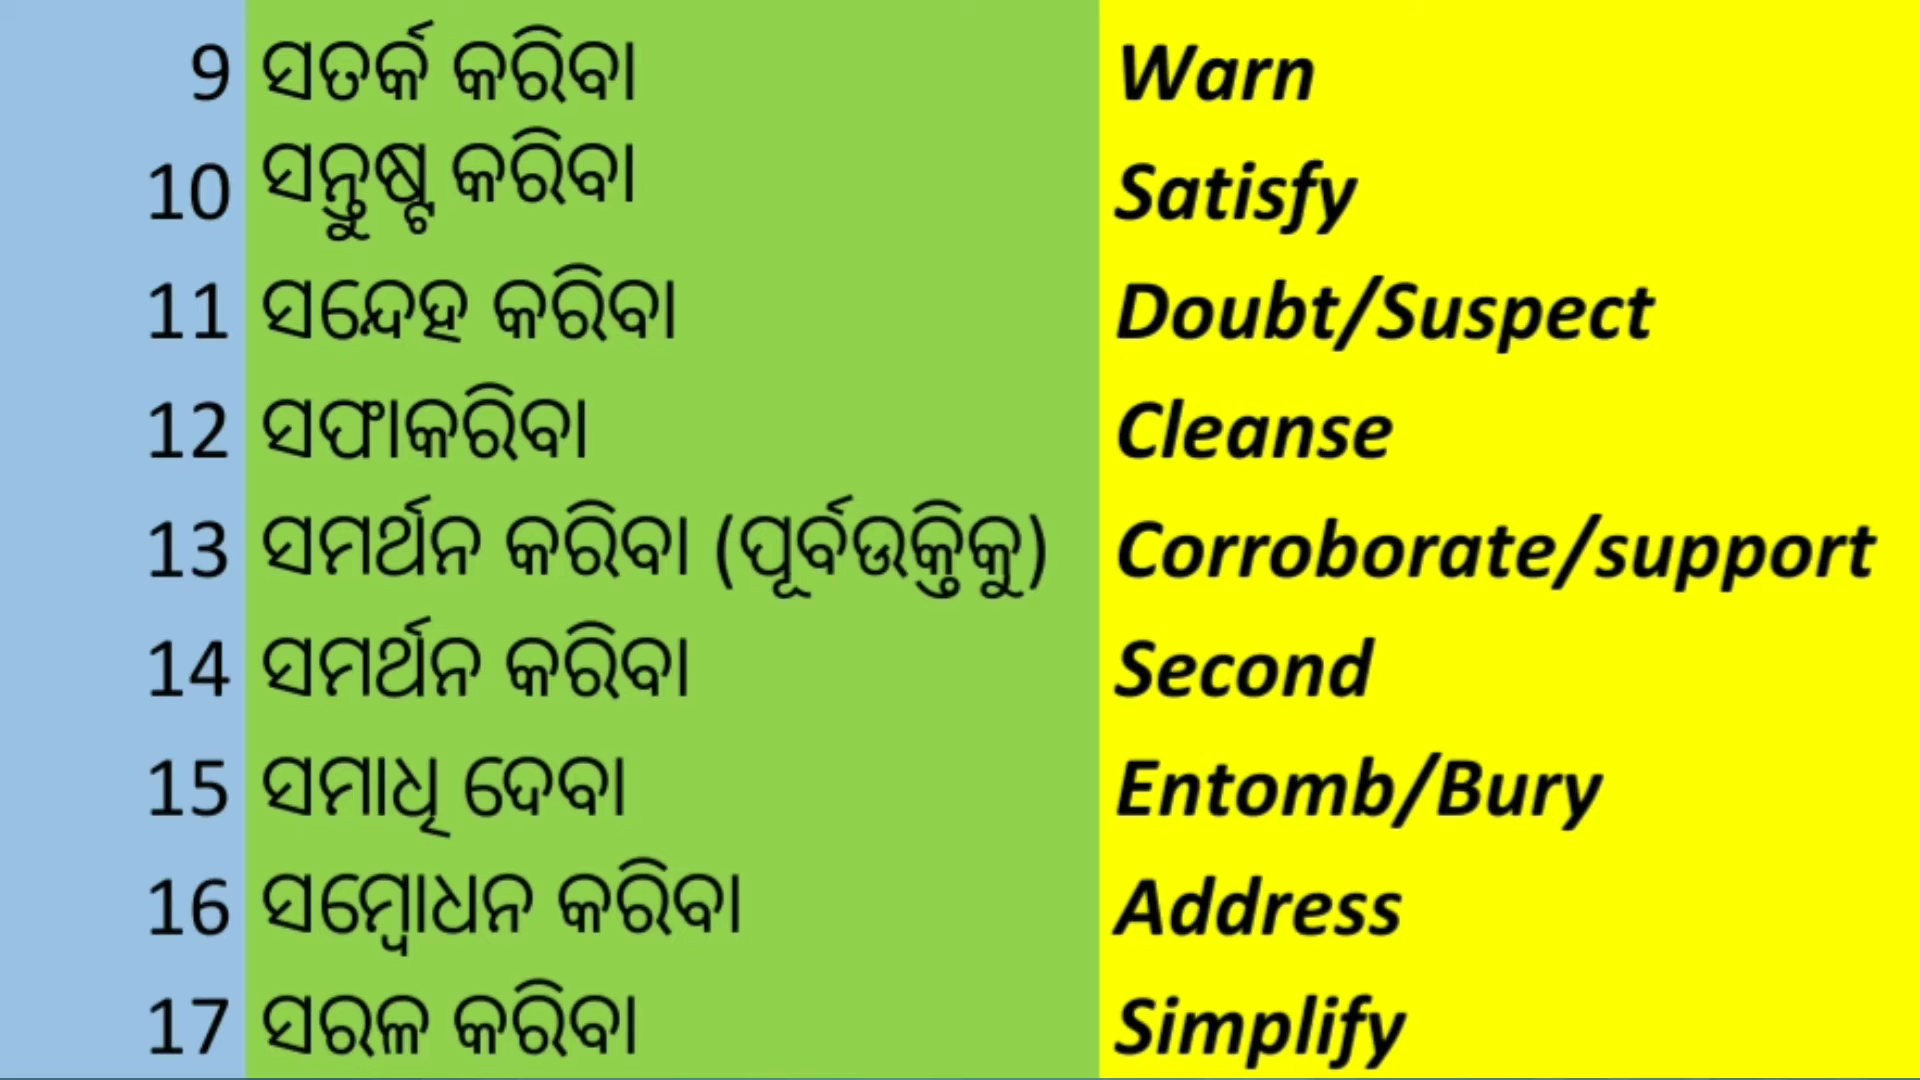 9 ସତର୍କ କରିବା Warn
10 ସନ୍ତୁଷ୍ଟ କରିବା Satisfy
11 ସନ୍ଦେହ କରିବା Doubt/Suspect
12 ସଫାକରିବା Cleanse
13 ସମର୍ଥନ କରିବା (ପୂର୍ବଉକ୍ତିକୁ) Corroborate/support
14 ସମର୍ଥନ କରିବା Second
15 ସମାଧି ଦେବା Entomb/Bury
16 ସମ୍ବୋଧନ କରିବା Address
17 ସରଳ କରିବା Simplify